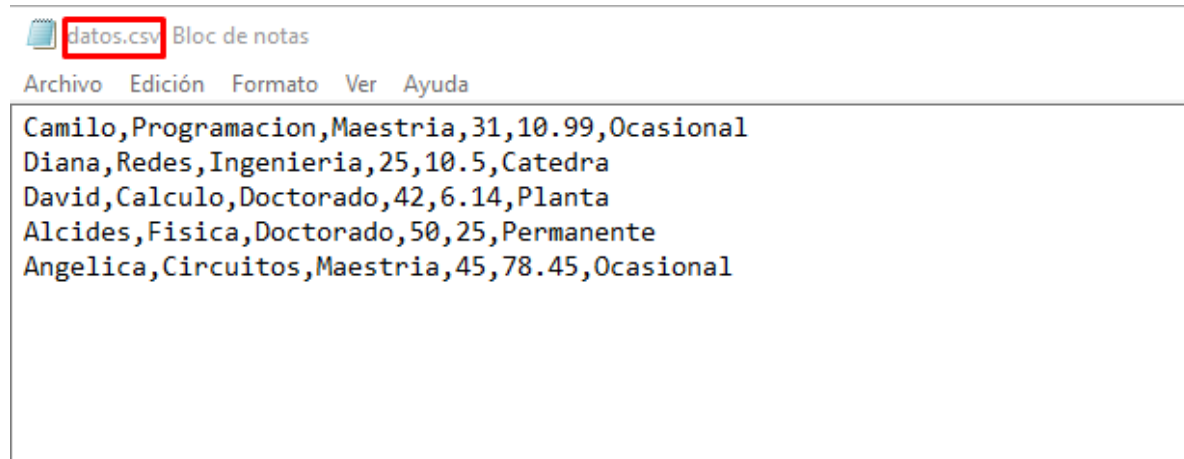 datos.csv Bloc de notas
Archivo Edición Formato Ver Ayuda
Camilo,Programacion,Maestria,31,10.99,Ocasional
Diana,Redes,Ingenieria,25,10.5,Catedra
David,Calculo,Doctorado,42,6.14,Planta
Alcides,Fisica,Doctorado,50,25,Permanente
Angelica,Circuitos,Maestria,45,78.45,Ocasional